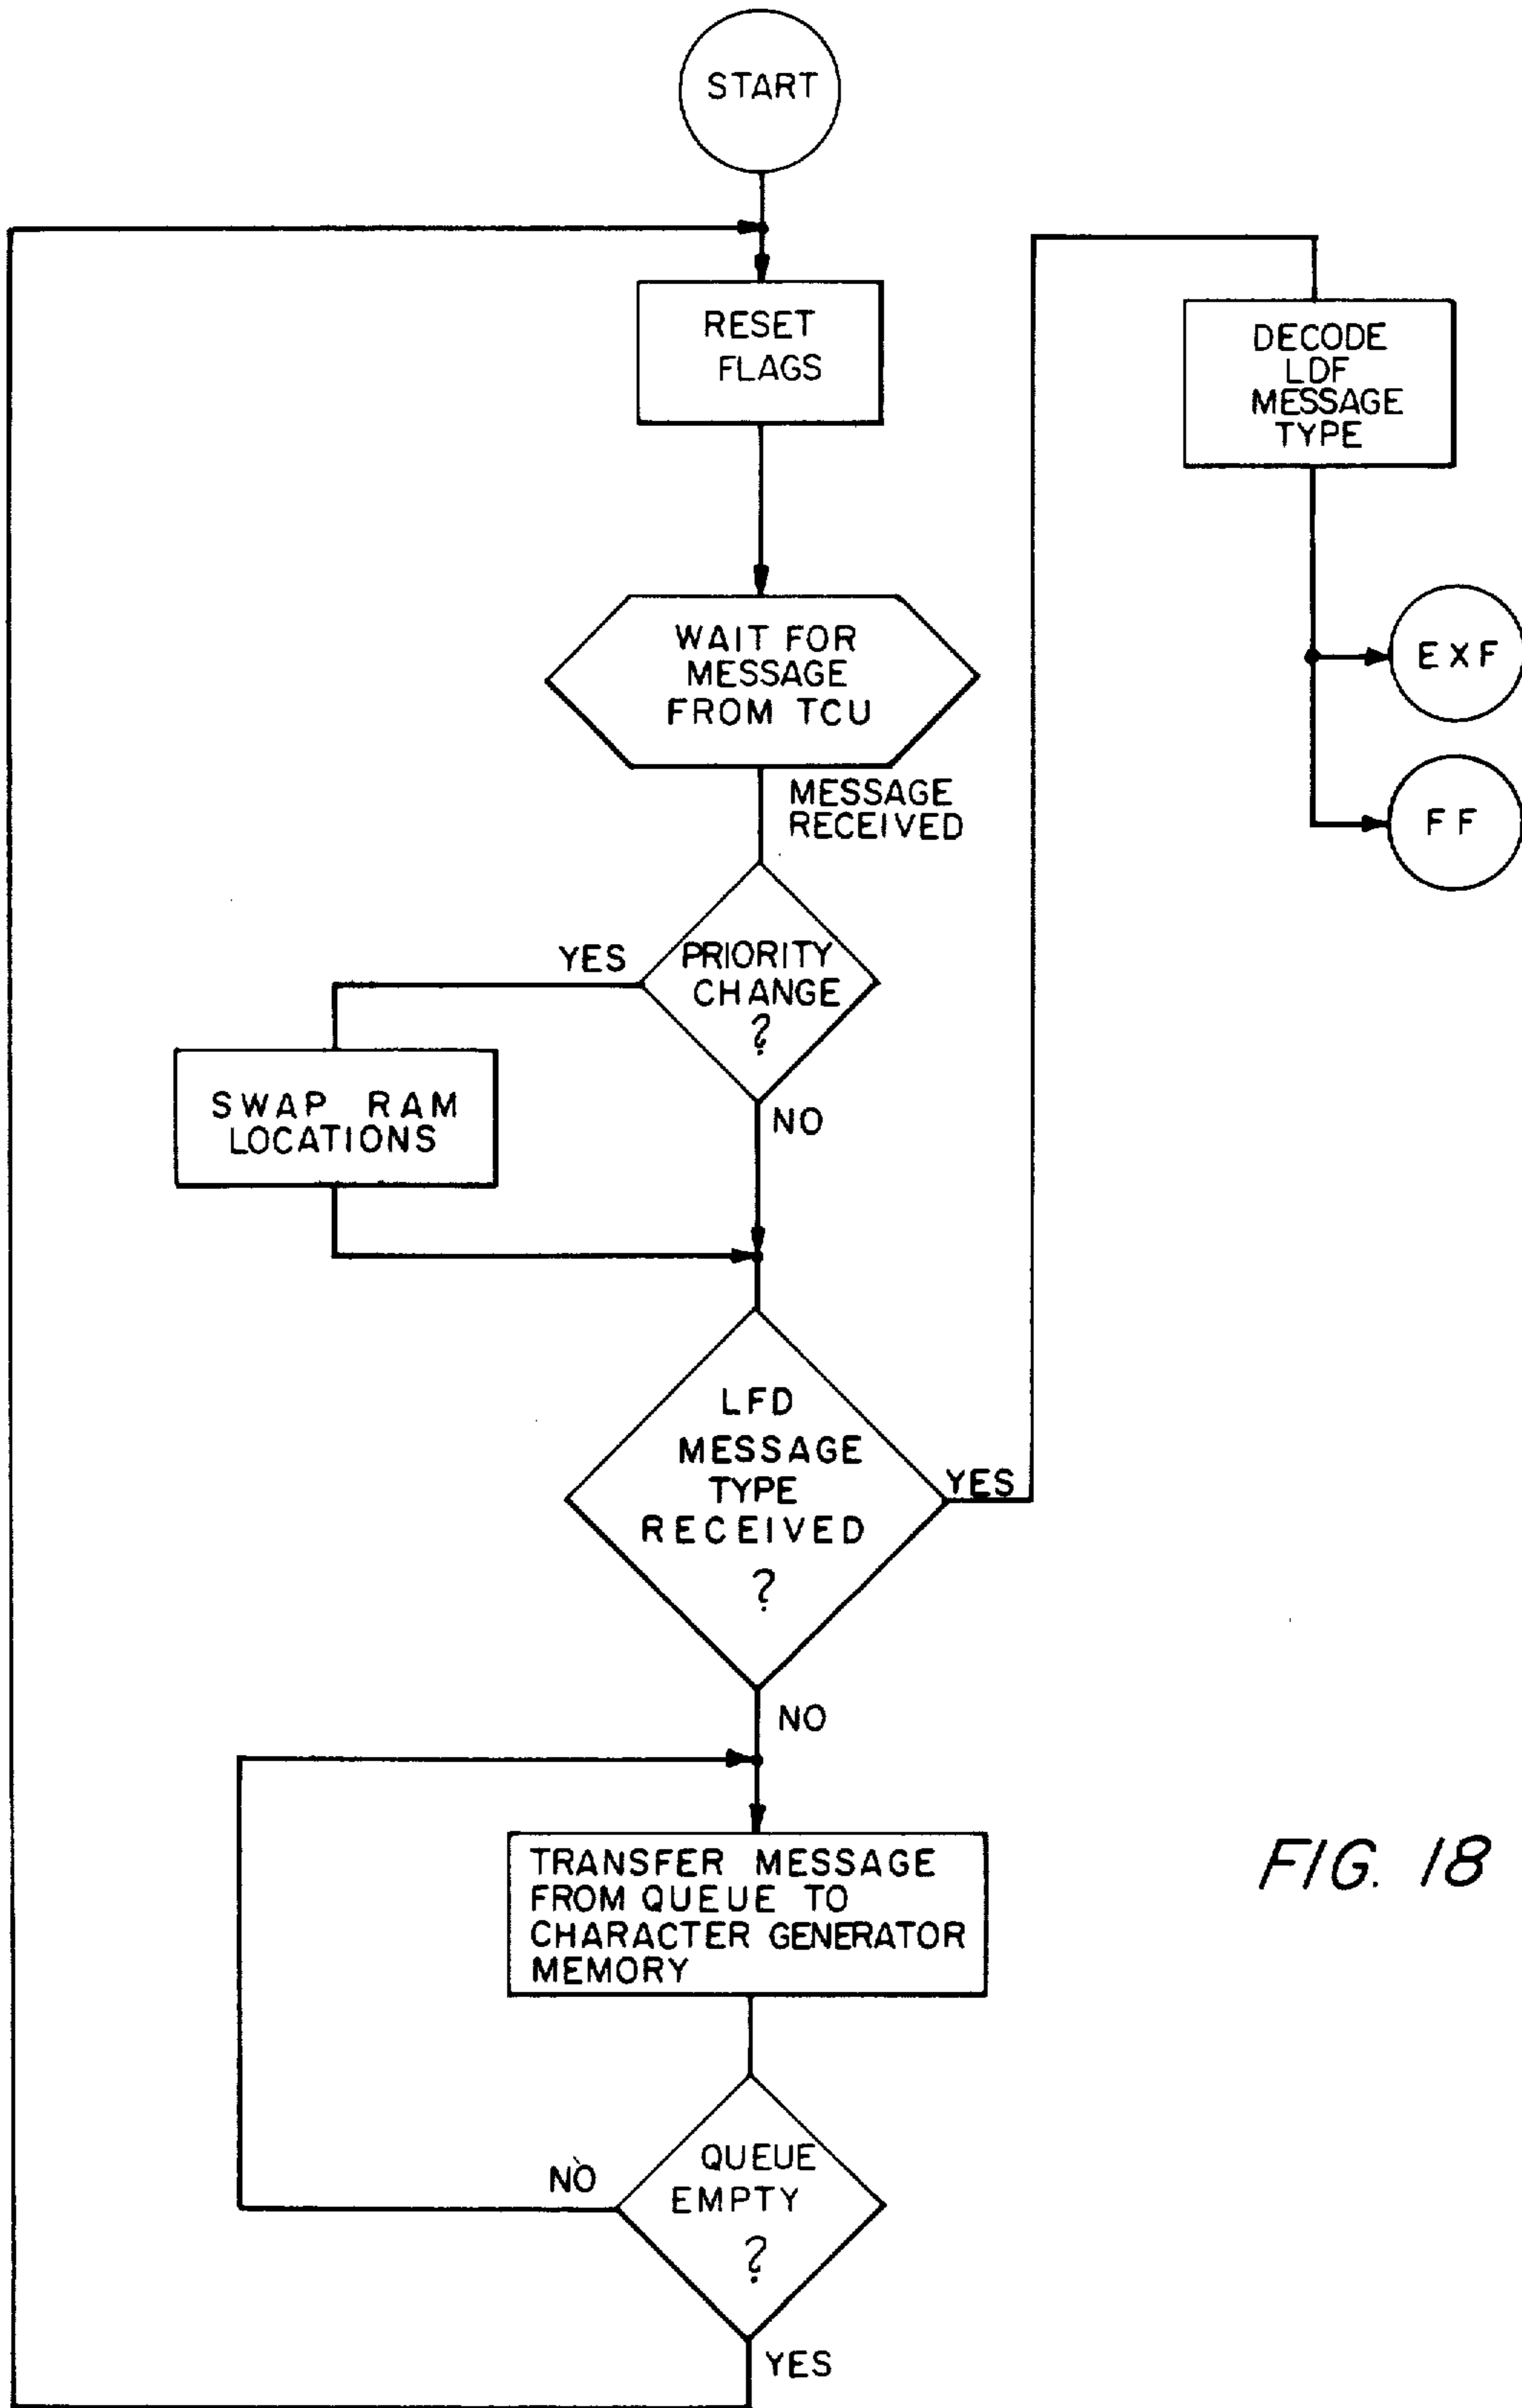 START
RESET
FLAGS
WAIT FOR
MESSAGE
FROM TCU
MESSAGE
RECEIVED
PRIORITY
CHANGE
?
YES
NO
SWAP RAM
LOCATIONS
LFD
MESSAGE
TYPE
RECEIVED
?
YES
NO
DECODE
LDF
MESSAGE
TYPE
EXF
FF
TRANSFER MESSAGE
FROM QUEUE TO
CHARACTER GENERATOR
MEMORY
QUEUE
EMPTY
?
NO
YES
FIG. 18